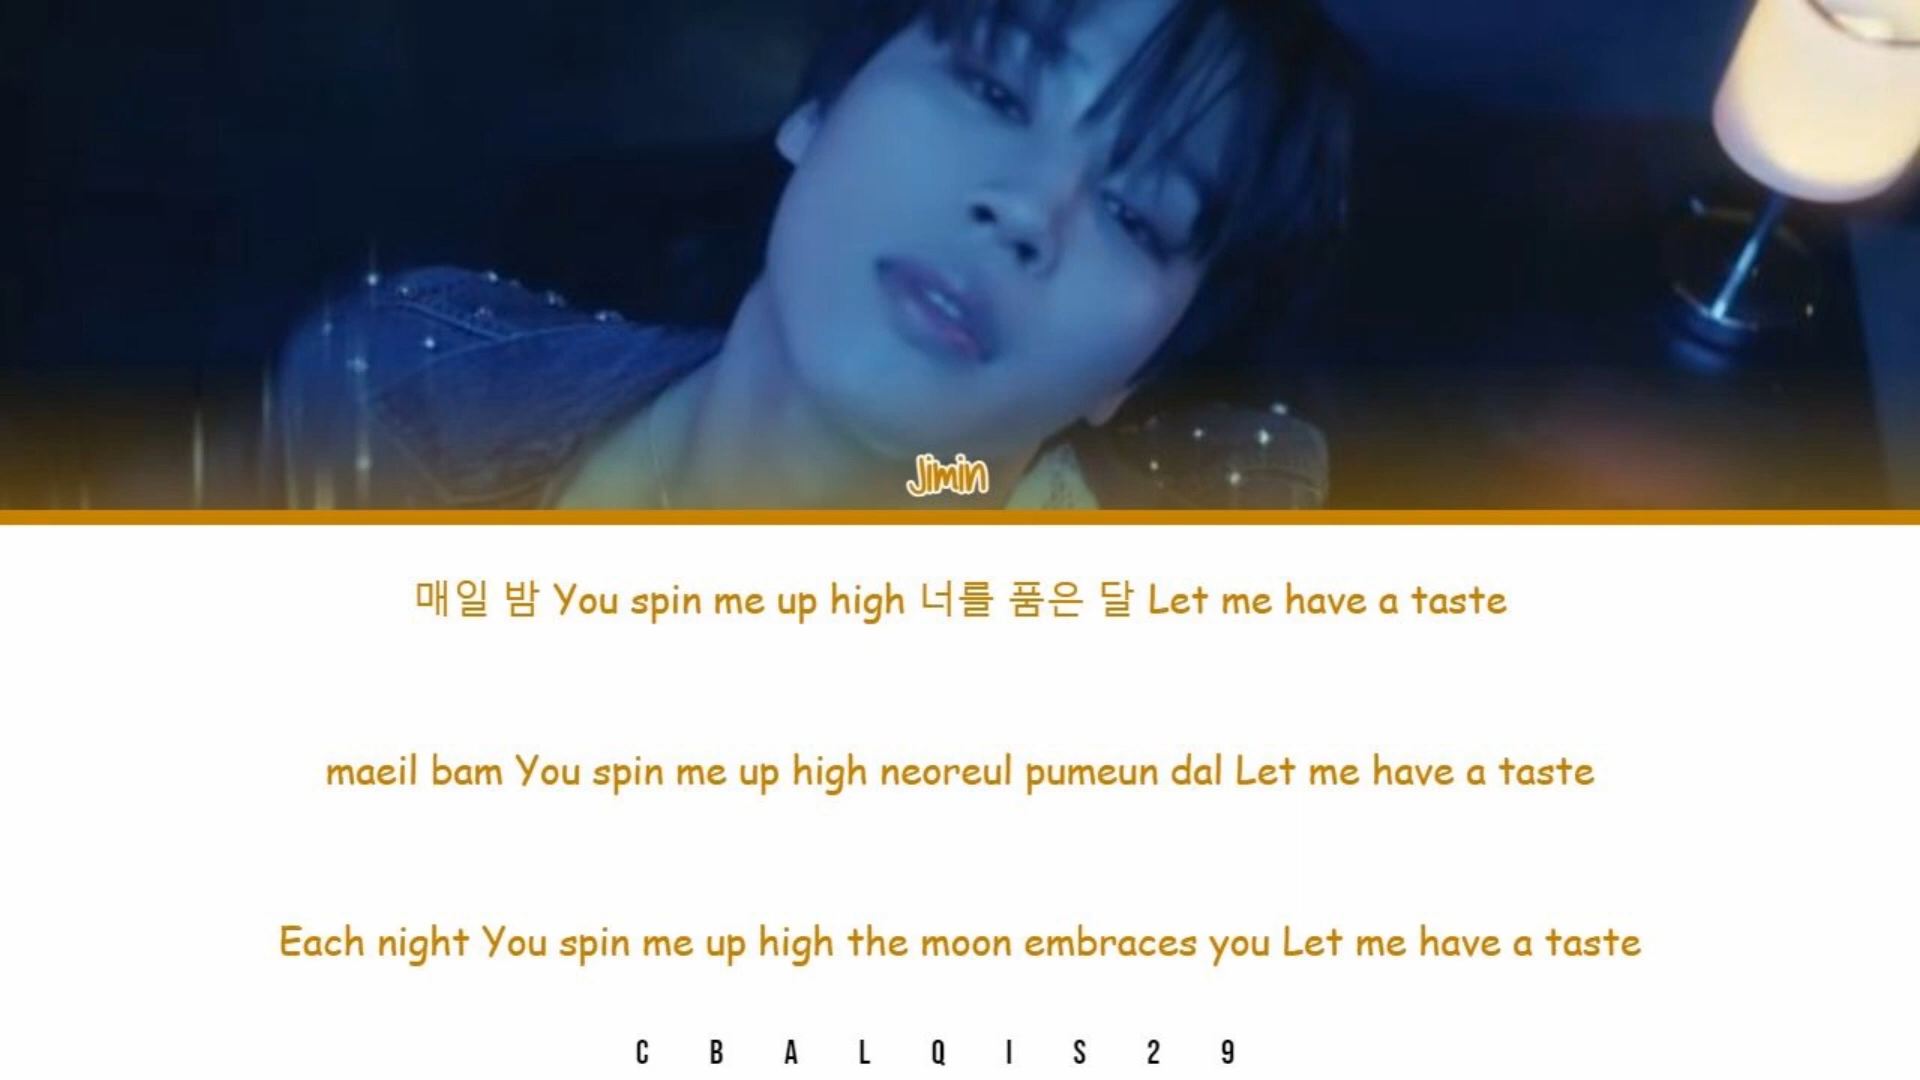 Jimin
매일 밤 You spin me up high 너를 품은 달 Let me have a taste
maeil bam You spin me up high neoreul pumeun dal Let me have a taste
Each night You spin me up high the moon embraces you Let me have a taste
CBALQIS29